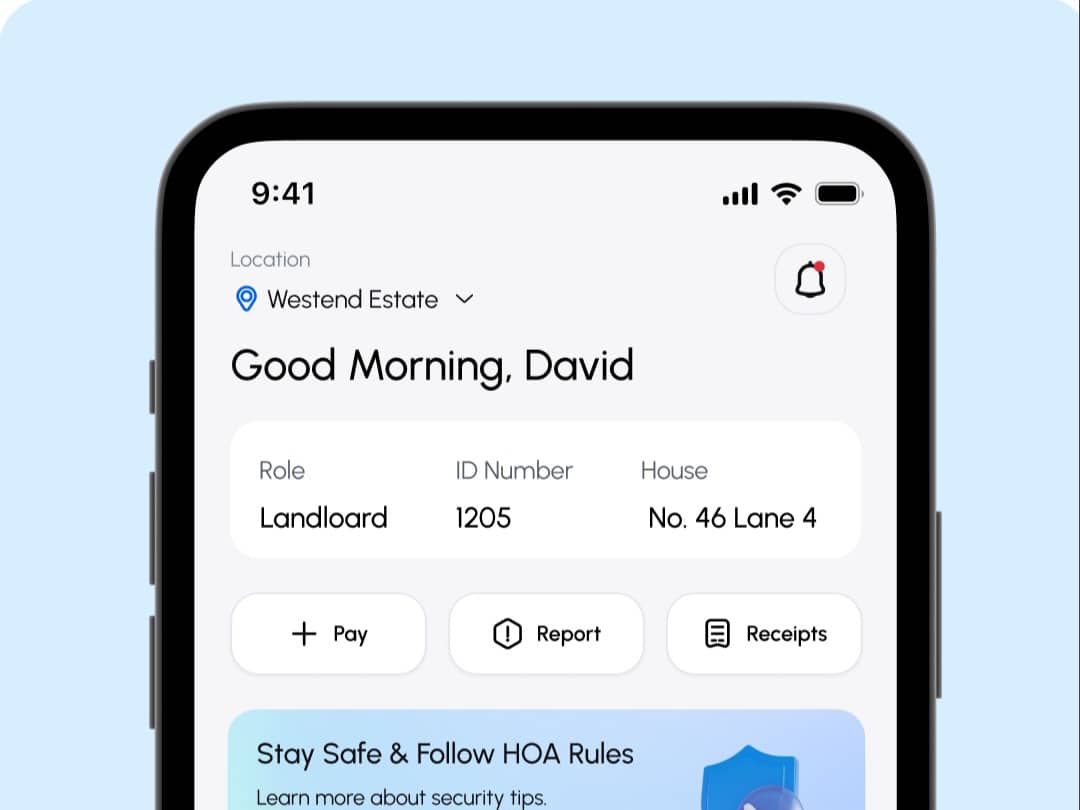 9:41
Location
Westend Estate
Good Morning, David
Role ID Number House
Landloard 1205 No. 46 Lane 4
Pay Report Receipts
Stay Safe & Follow HOA Rules
Learn more about security tips.